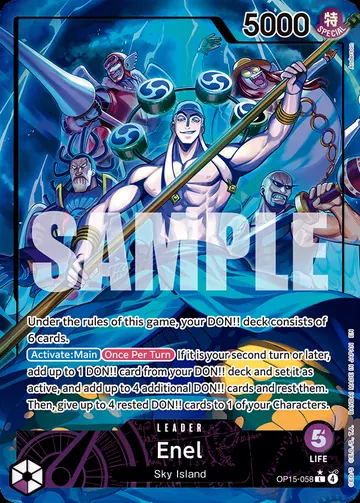 5000 特
SPECIAL
SAMPLE
Under the rules of this game, your DON!! deck consists of
6 cards.
Activate:Main Once Per Turn If it is your second turn or later,
add up to 1 DON!! card from your DON!! deck and set it as
active, and add up to 4 additional DON!! cards and rest them.
Then, give up to 4 rested DON!! cards to 1 of your Characters.
LEADER
Enel
Sky Island
5
LIFE
OP15-058 L 4